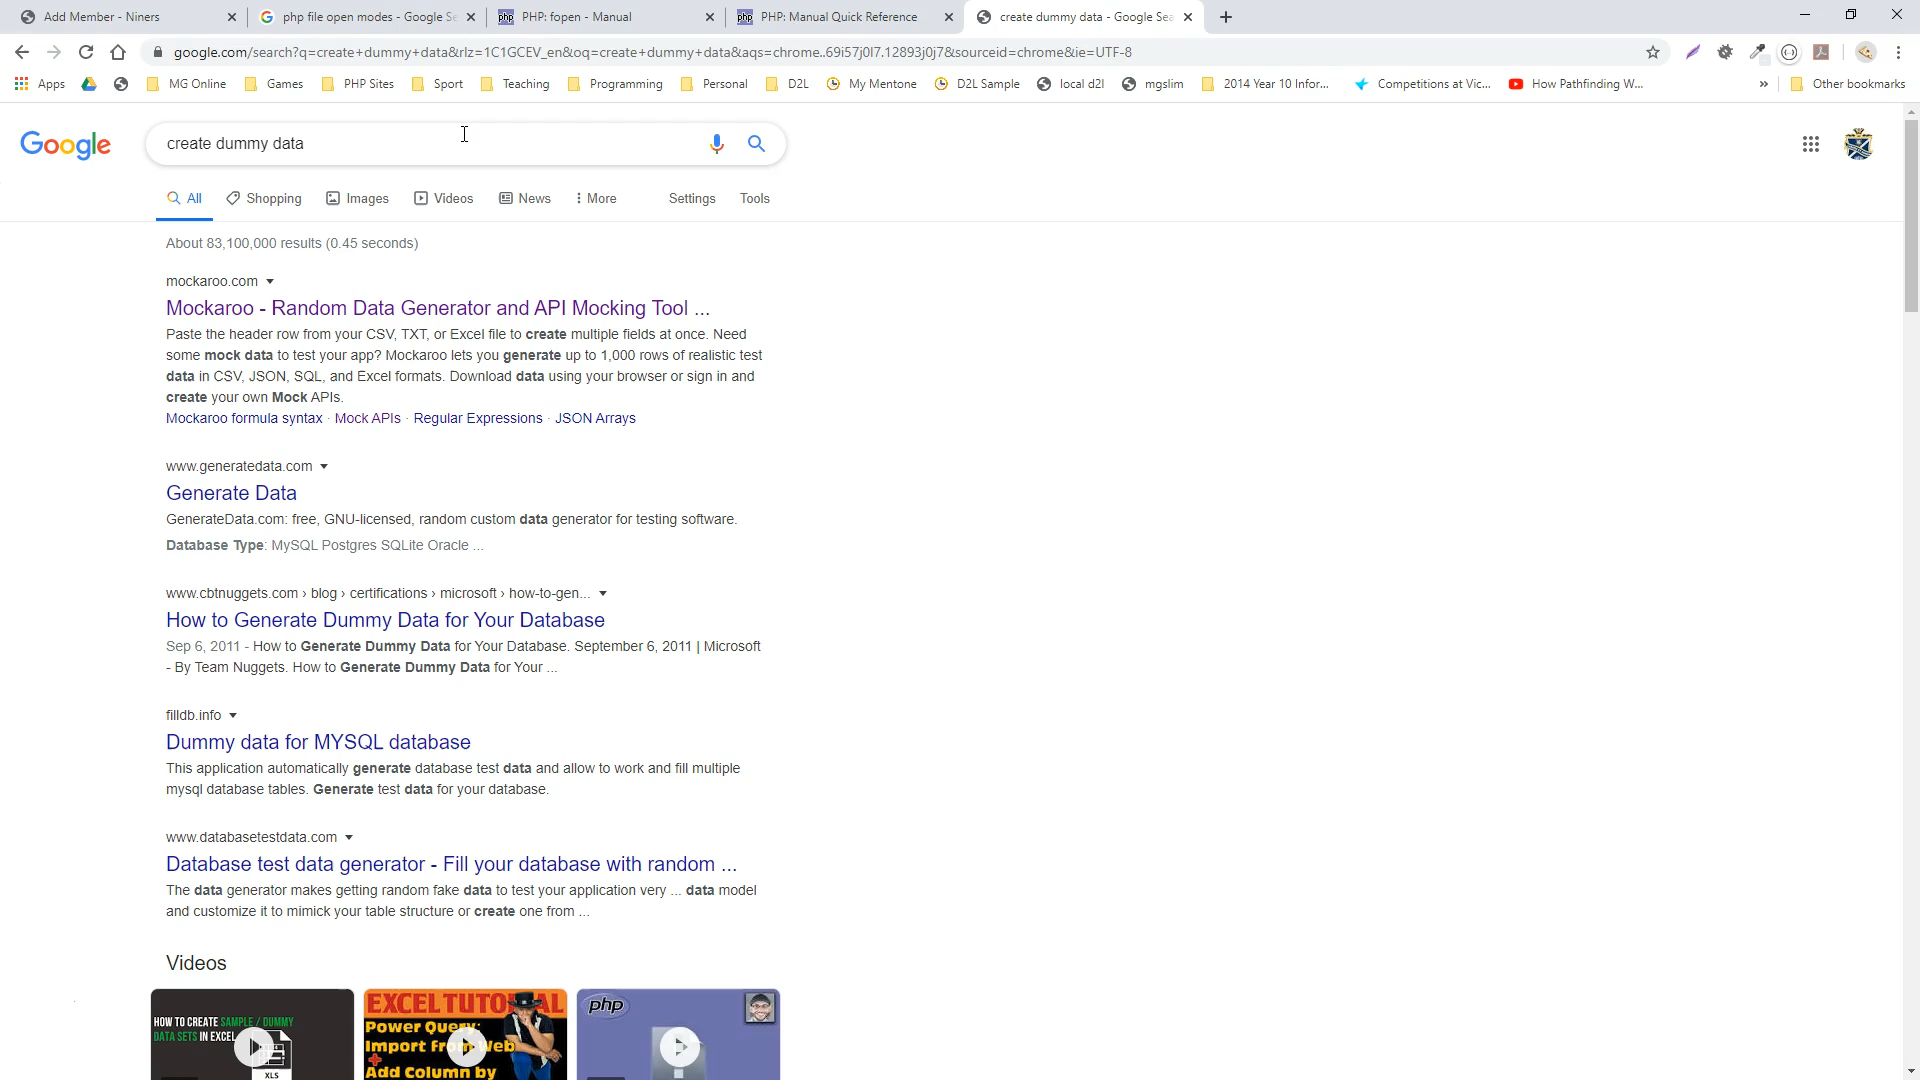 Add Member - Niners
php file open modes - Google Se
PHP: fopen - Manual
PHP: Manual Quick Reference
create dummy data - Google Sea
google.com/search?q=create+dummy+data&rlz=1C1GCEV_en&oq=create+dummy+data&aqs=chrome..69i57j0l7.12893j0j7&sourceid=chrome&ie=UTF-8
Apps MG Online Games PHP Sites Sport Teaching Programming Personal D2L My Mentone D2L Sample local d2l mgslim 2014 Year 10 Infor... Competitions at Vic... How Pathfinding W... » Other bookmarks
Google
create dummy data
All Shopping Images Videos News More Settings Tools
About 83,100,000 results (0.45 seconds)
mockaroo.com
Mockaroo - Random Data Generator and API Mocking Tool ...
Paste the header row from your CSV, TXT, or Excel file to create multiple fields at once. Need
some mock data to test your app? Mockaroo lets you generate up to 1,000 rows of realistic test
data in CSV, JSON, SQL, and Excel formats. Download data using your browser or sign in and
create your own Mock APIs.
Mockaroo formula syntax · Mock APIs · Regular Expressions · JSON Arrays
www.generatedata.com
Generate Data
GenerateData.com: free, GNU-licensed, random custom data generator for testing software.
Database Type: MySQL Postgres SQLite Oracle ...
www.cbtnuggets.com › blog › certifications › microsoft › how-to-gen...
How to Generate Dummy Data for Your Database
Sep 6, 2011 - How to Generate Dummy Data for Your Database. September 6, 2011 | Microsoft
- By Team Nuggets. How to Generate Dummy Data for Your ...
filldb.info
Dummy data for MYSQL database
This application automatically generate database test data and allow to work and fill multiple
mysql database tables. Generate test data for your database.
www.databasetestdata.com
Database test data generator - Fill your database with random ...
The data generator makes getting random fake data to test your application very ... data model
and customize it to mimick your table structure or create one from ...
Videos
HOW TO CREATE SAMPLE / DUMMY
DATA SETS IN EXCEL
XLS
EXCEL TUTORIAL
Power Query:
Import from Web
+
Add Column by
php